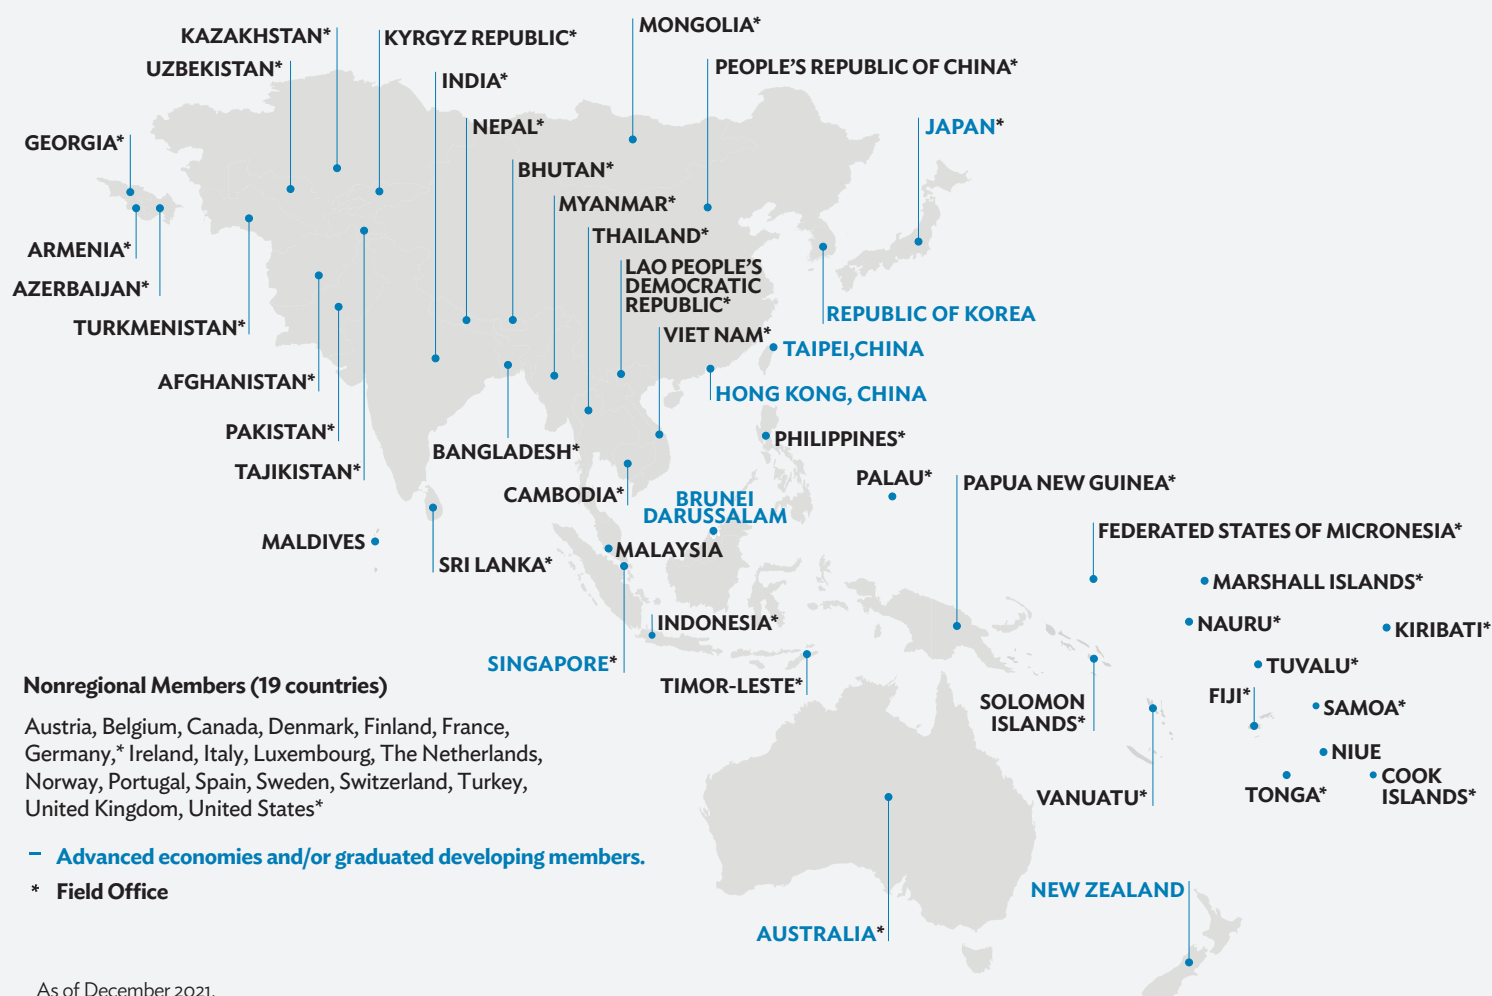 KAZAKHSTAN*
KYRGYZ REPUBLIC*
MONGOLIA*
UZBEKISTAN*
INDIA*
PEOPLE'S REPUBLIC OF CHINA*
NEPAL*
JAPAN*
GEORGIA*
BHUTAN*
MYANMAR*
THAILAND*
ARMENIA*
LAO PEOPLE'S
DEMOCRATIC
REPUBLIC*
AZERBAIJAN*
REPUBLIC OF KOREA
TURKMENISTAN*
VIET NAM*
TAIPEI,CHINA
AFGHANISTAN*
HONG KONG, CHINA
PAKISTAN*
PHILIPPINES*
BANGLADESH*
TAJIKISTAN*
PALAU*
PAPUA NEW GUINEA*
CAMBODIA*
BRUNEI
DARUSSALAM
FEDERATED STATES OF MICRONESIA*
MALDIVES
MALAYSIA
SRI LANKA*
MARSHALL ISLANDS*
INDONESIA*
NAURU*
KIRIBATI*
SINGAPORE*
TUVALU*
TIMOR-LESTE*
SOLOMON
ISLANDS*
FIJI*
SAMOA*
NIUE
VANUATU*
TONGA*
COOK
ISLANDS*
Nonregional Members (19 countries)
Austria, Belgium, Canada, Denmark, Finland, France,
Germany,* Ireland, Italy, Luxembourg, The Netherlands,
Norway, Portugal, Spain, Sweden, Switzerland, Turkey,
United Kingdom, United States*
– Advanced economies and/or graduated developing members.
* Field Office
NEW ZEALAND
AUSTRALIA*
As of December 2021.